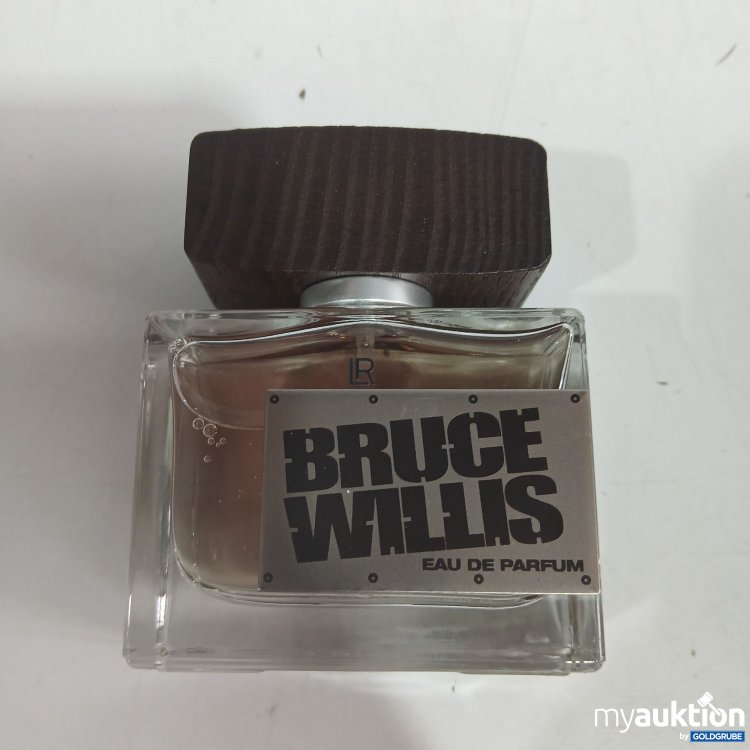 LR
BRUCE
WILLIS
EAU DE PARFUM
myauktion
by GOLDGRUBE